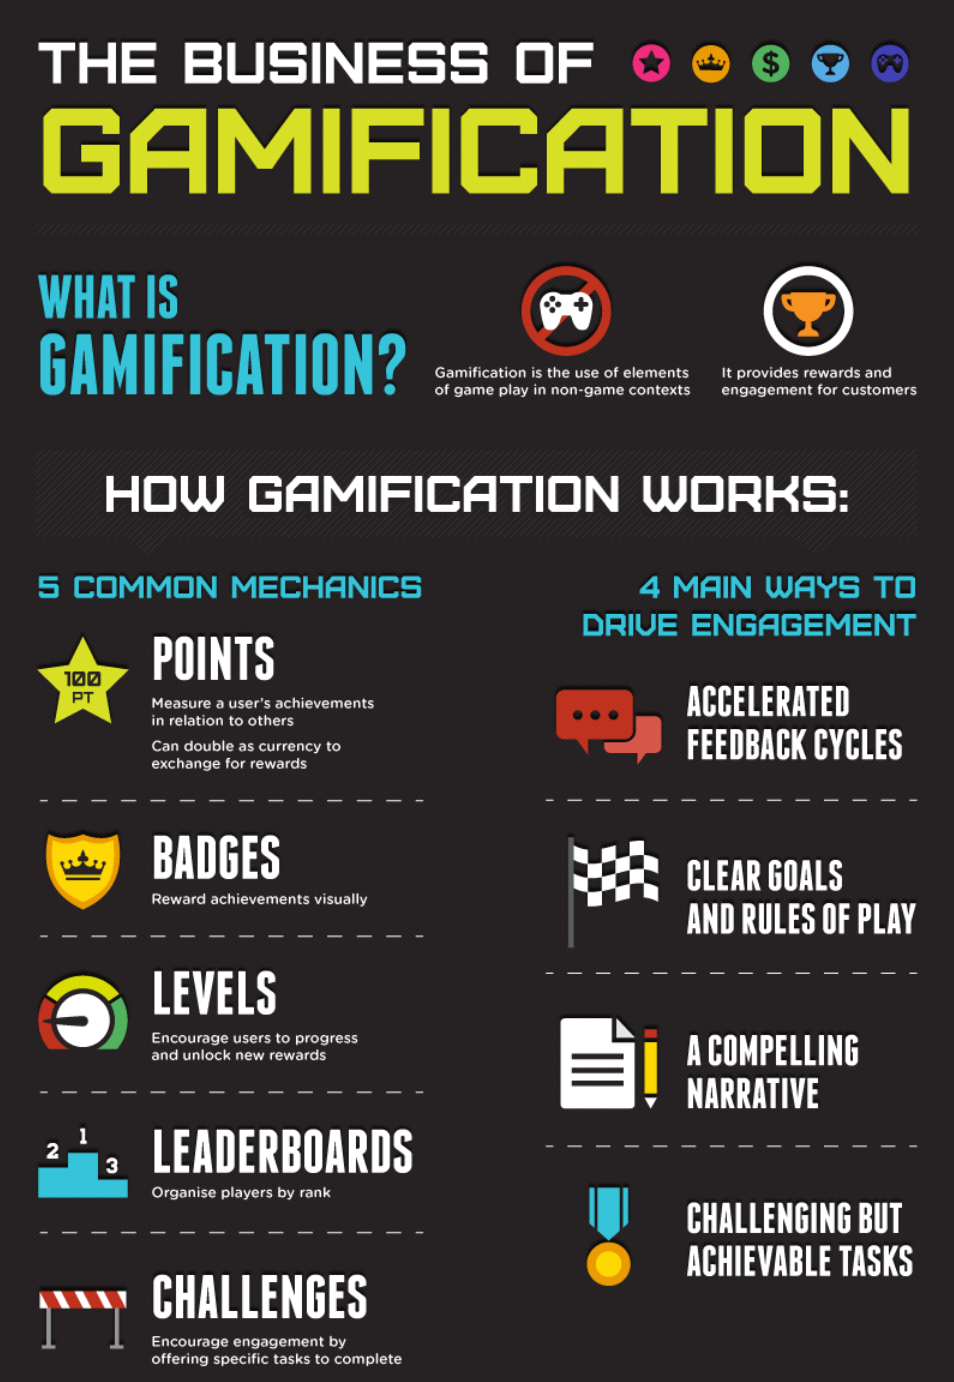 THE BUSINESS OF
GAMIFICATION
WHAT IS
GAMIFICATION?
Gamification is the use of elements
of game play in non-game contexts
It provides rewards and
engagement for customers
HOW GAMIFICATION WORKS:
5 COMMON MECHANICS
100
PT
POINTS
Measure a user's achievements
in relation to others
Can double as currency to
exchange for rewards
BADGES
Reward achievements visually
LEVELS
Encourage users to progress
and unlock new rewards
1
2
3
LEADERBOARDS
Organise players by rank
CHALLENGES
Encourage engagement by
offering specific tasks to complete
4 MAIN WAYS TO
DRIVE ENGAGEMENT
ACCELERATED
FEEDBACK CYCLES
CLEAR GOALS
AND RULES OF PLAY
A COMPELLING
NARRATIVE
CHALLENGING BUT
ACHIEVABLE TASKS